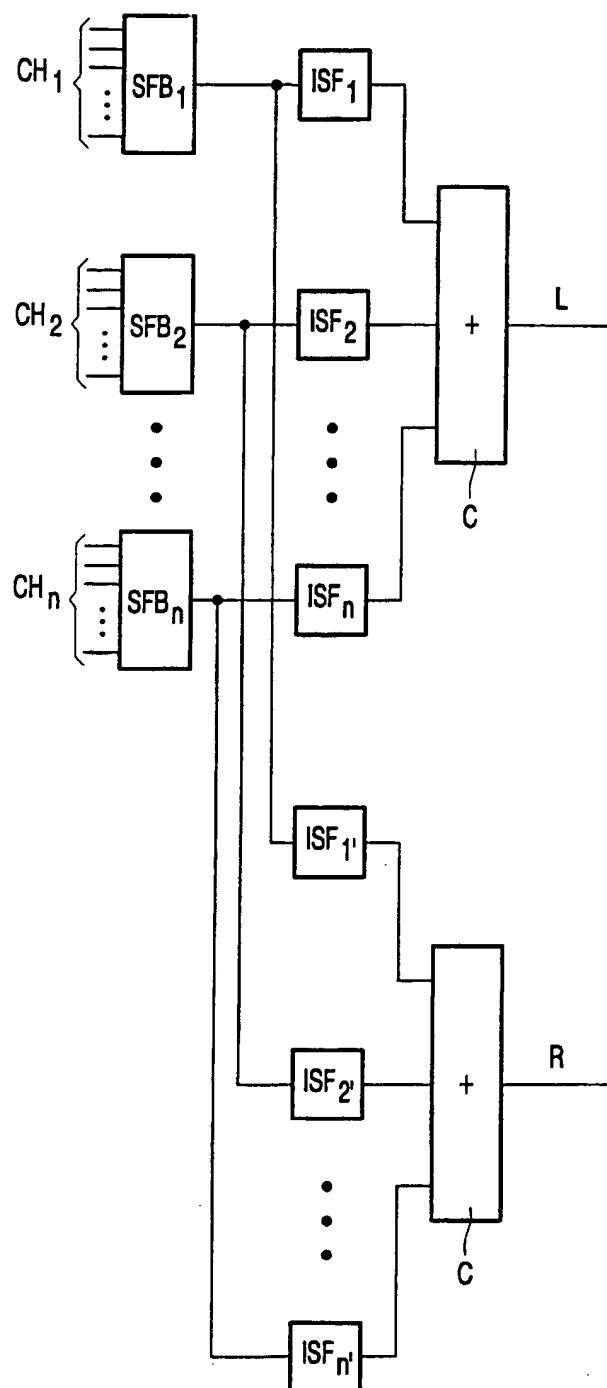 CH1 SFB1 ISF1
CH2 SFB2 ISF2 + L
C
CHn SFBn ISFn
ISF1'
ISF2' + R
C
ISFn'